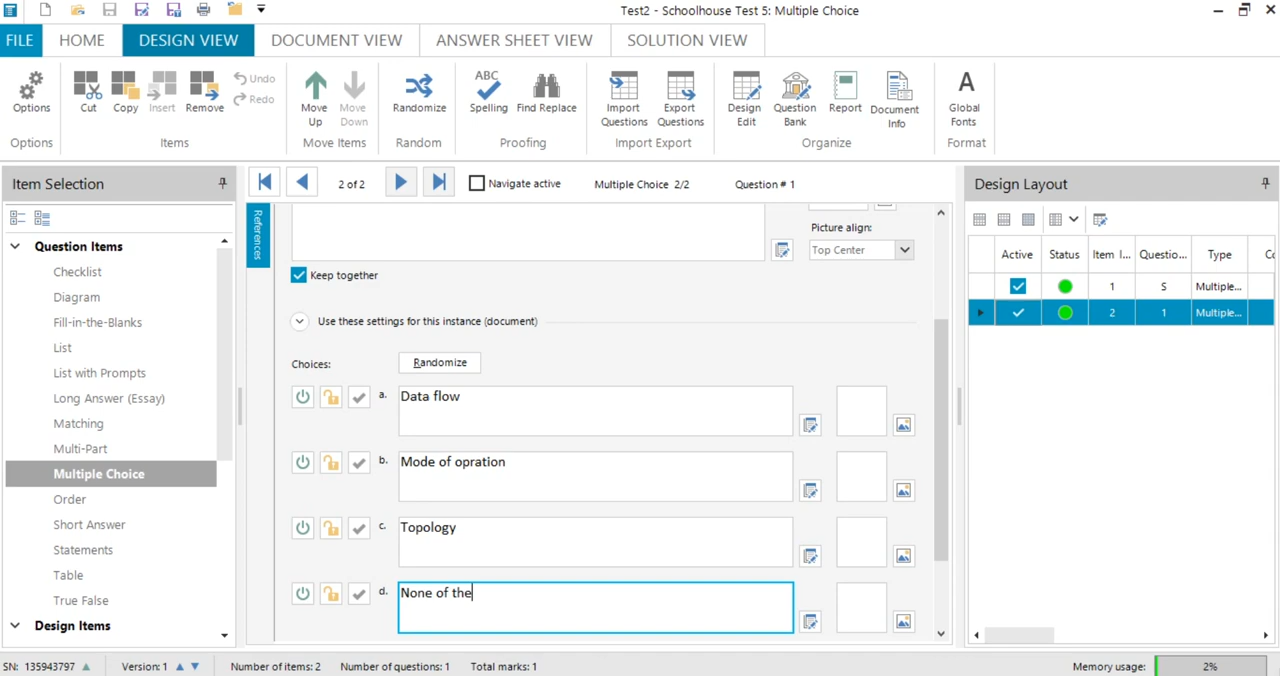 Test2 - Schoolhouse Test 5: Multiple Choice
FILE HOME DESIGN VIEW DOCUMENT VIEW ANSWER SHEET VIEW SOLUTION VIEW
Options Cut Copy Insert Remove Undo Redo Move Up Move Down Randomize ABC Spelling Find Replace Import Questions Export Questions Design Edit Question Bank Report Document Info A Global Fonts
Options Items Move Items Random Proofing Import Export Organize Format
Item Selection
Question Items
Checklist
Diagram
Fill-in-the-Blanks
List
List with Prompts
Long Answer (Essay)
Matching
Multi-Part
Multiple Choice
Order
Short Answer
Statements
Table
True False
Design Items
2 of 2 Navigate active Multiple Choice 2/2 Question # 1
References
Picture align:
Top Center
Keep together
Use these settings for this instance (document)
Choices: Randomize
a. Data flow
b. Mode of opration
c. Topology
d. None of the
Design Layout
Active Status Item I... Questio... Type Co
1 S Multiple...
2 1 Multiple...
SN: 135943797 Version: 1 Number of items: 2 Number of questions: 1 Total marks: 1 Memory usage: 2%